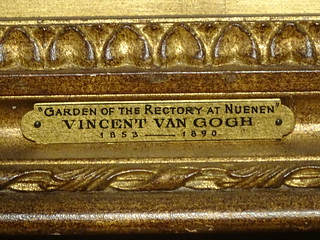 "GARDEN OF THE RECTORY AT NUENEN"
VINCENT VAN GOGH
1853 — 1890